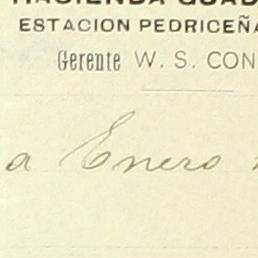 HACIENDA GUAD
ESTACION PEDRICEÑA
Gerente W. S. CON
a Enero